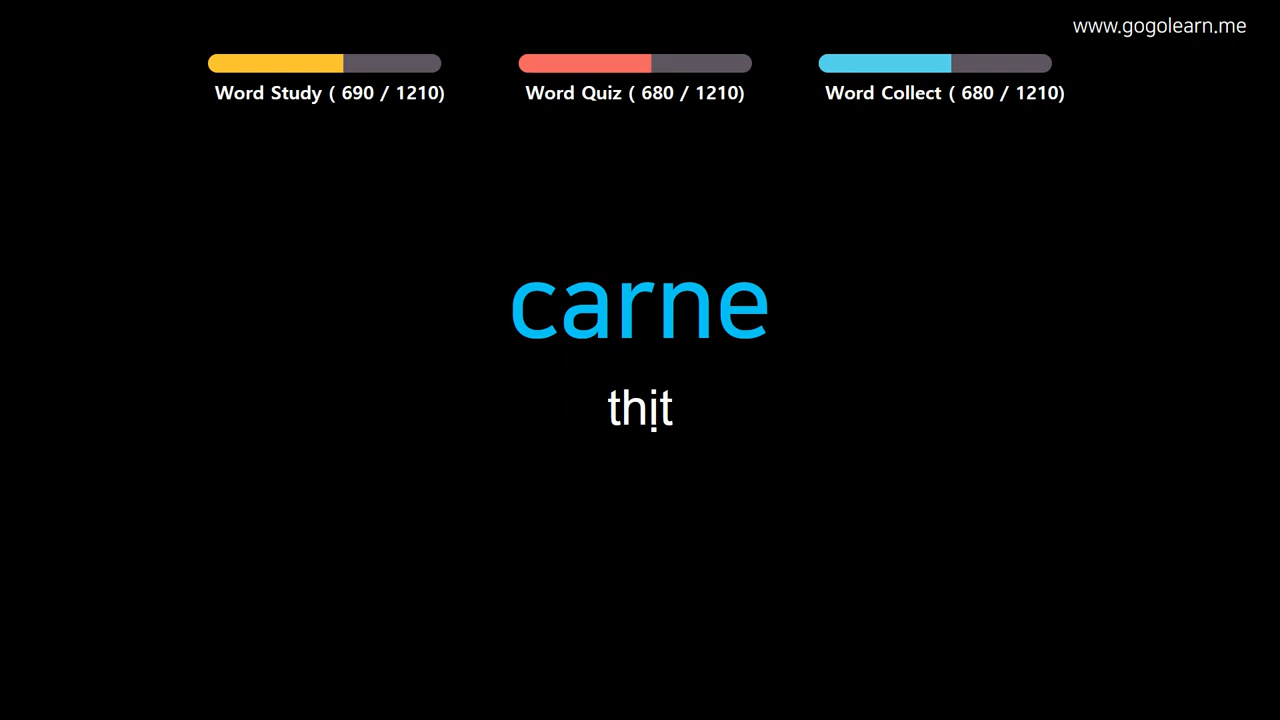 www.gogolearn.me
Word Study ( 690 / 1210)
Word Quiz ( 680 / 1210)
Word Collect ( 680 / 1210)
carne
thịt